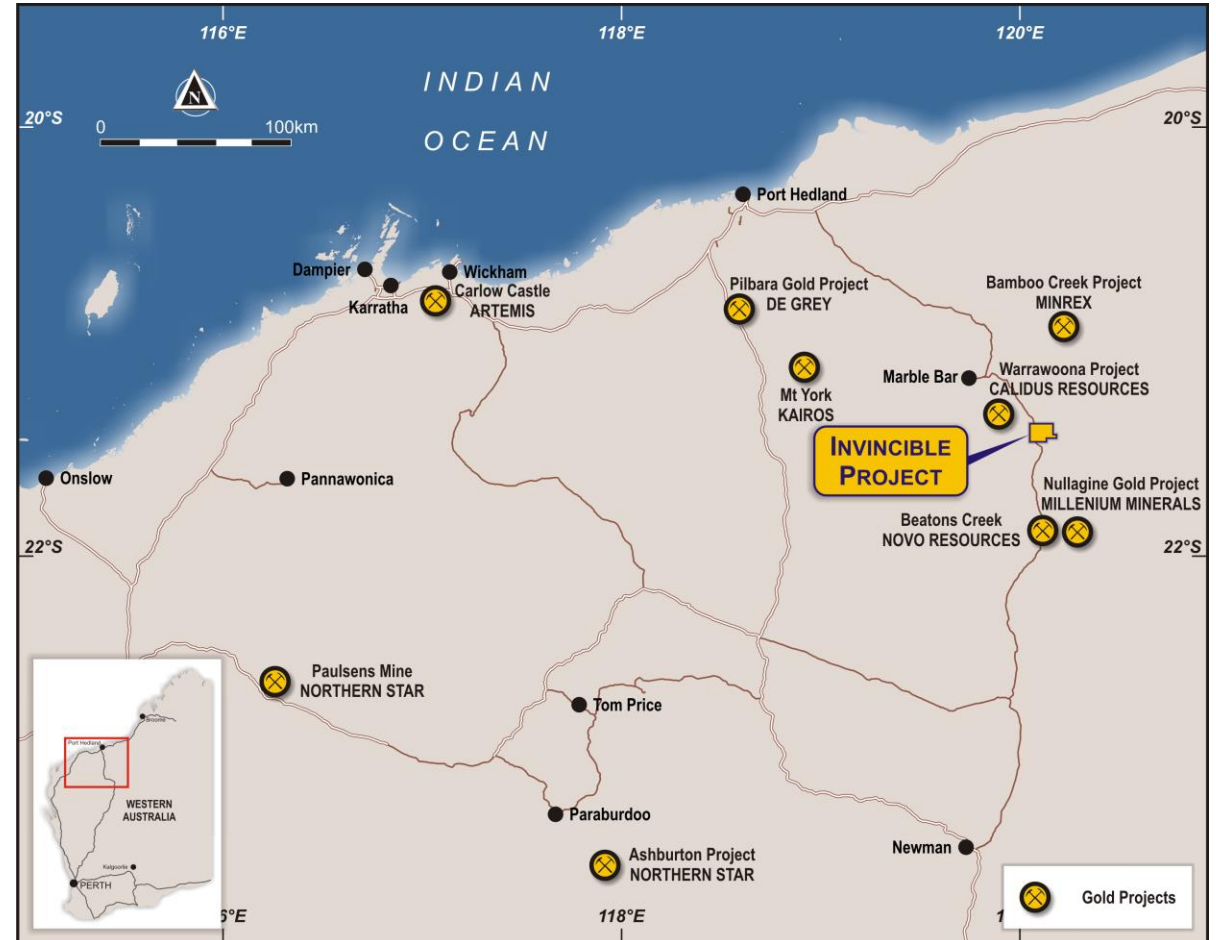 116°E
118°E
120°E
INDIAN
OCEAN
N
0
100km
20°S
20°S
Port Hedland
Dampier
Wickham
Karratha
Carlow Castle
ARTEMIS
Pilbara Gold Project
DE GREY
Bamboo Creek Project
MINREX
Mt York
KAIROS
Marble Bar
Warrawoona Project
CALIDUS RESOURCES
INVINCIBLE
PROJECT
Onslow
Pannawonica
Nullagine Gold Project
MILLENIUM MINERALS
Beatons Creek
NOVO RESOURCES
22°S
22°S
Paulsens Mine
NORTHERN STAR
Tom Price
Paraburdoo
Newman
Ashburton Project
NORTHERN STAR
Broome
Port Hedland
WESTERN
AUSTRALIA
Kalgoorlie
PERTH
Gold Projects
6°E
118°E
1